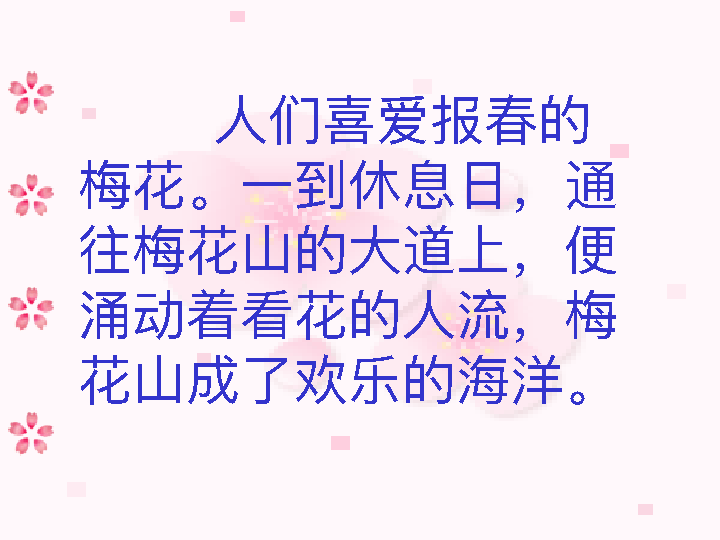 人们喜爱报春的
梅花。一到休息日，通
往梅花山的大道上，便
涌动着看花的人流，梅
花山成了欢乐的海洋。